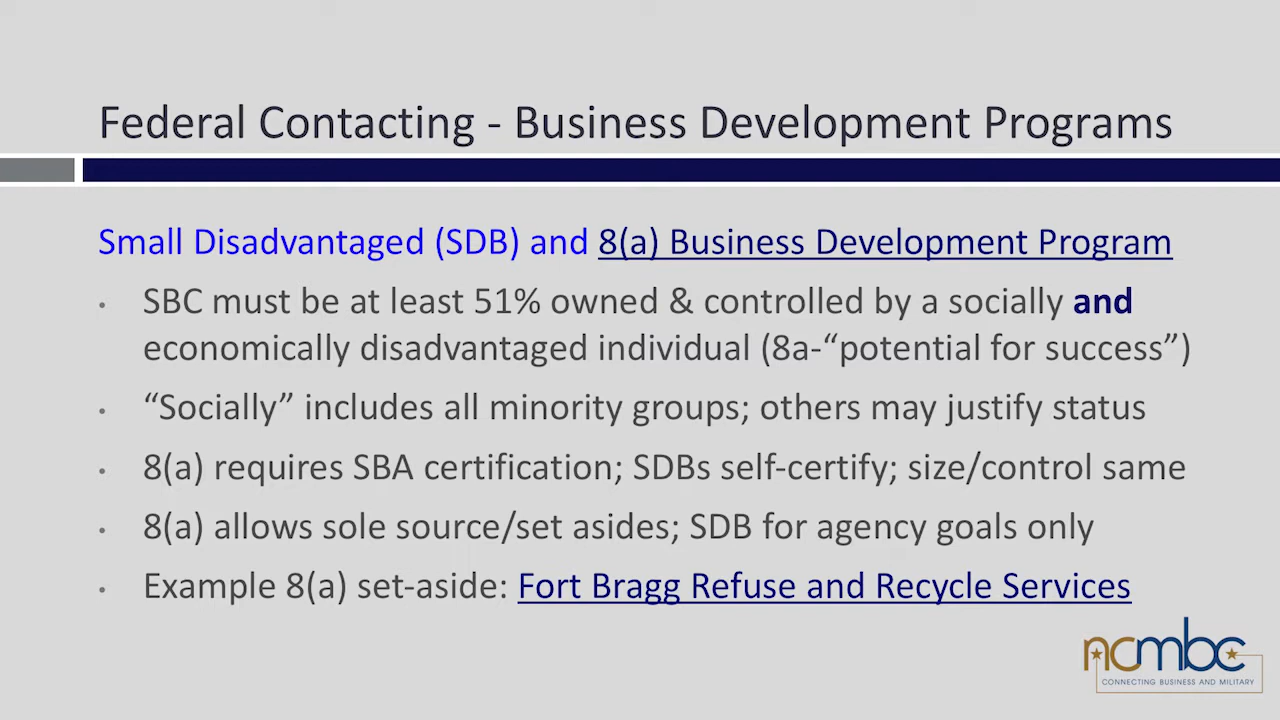 Federal Contacting - Business Development Programs
Small Disadvantaged (SDB) and 8(a) Business Development Program
• SBC must be at least 51% owned & controlled by a socially and
economically disadvantaged individual (8a-“potential for success”)
• “Socially” includes all minority groups; others may justify status
• 8(a) requires SBA certification; SDBs self-certify; size/control same
• 8(a) allows sole source/set asides; SDB for agency goals only
• Example 8(a) set-aside: Fort Bragg Refuse and Recycle Services
ncmbc
CONNECTING BUSINESS AND MILITARY